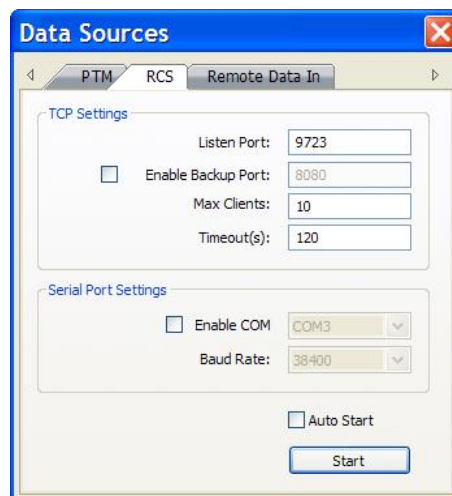 Data Sources
PTM RCS Remote Data In
TCP Settings
Listen Port: 9723
Enable Backup Port: 8080
Max Clients: 10
Timeout(s): 120
Serial Port Settings
Enable COM COM3
Baud Rate: 38400
Auto Start
Start